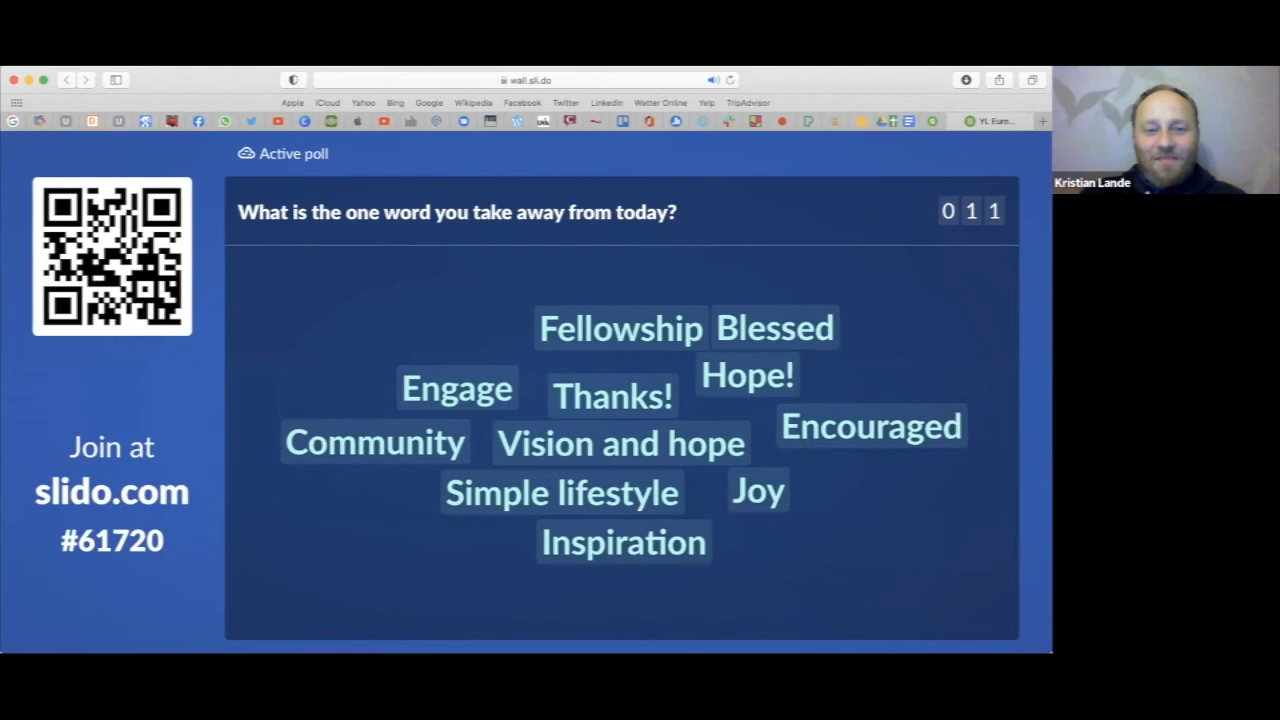 wall.sli.do
Apple iCloud Yahoo Bing Google Wikipedia Facebook Twitter LinkedIn Wetter Online Yelp TripAdvisor
YL Euro...
Active poll
What is the one word you take away from today?
0 1 1
Kristian Lande
Fellowship Blessed
Hope!
Engage Thanks!
Encouraged
Community Vision and hope
Simple lifestyle Joy
Inspiration
Join at
slido.com
#61720